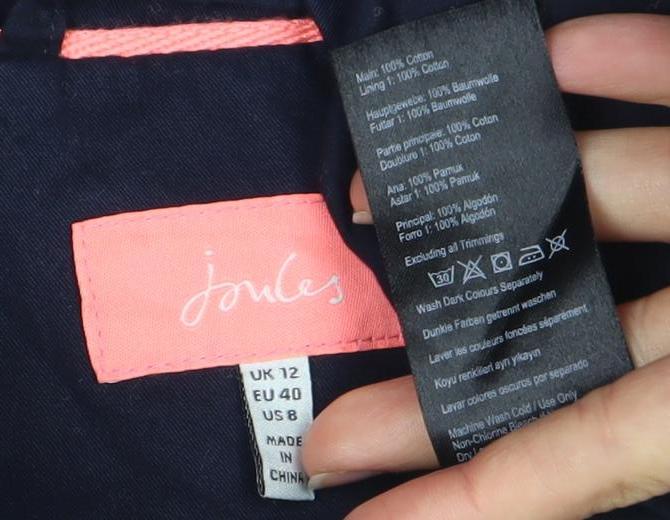 joules
UK 12
EU 40
US 8
MADE
IN
CHINA
Main: 100% Cotton
Lining 1: 100% Cotton
Hauptgewebe: 100% Baumwolle
Futter 1: 100% Baumwolle
Partie principale: 100% Coton
Doublure 1: 100% Coton
Ana: 100% Pamuk
Astar 1: 100% Pamuk
Principal: 100% Algodón
Forro 1: 100% Algodón
Excluding all Trimmings
30
Wash Dark Colours Separately
Dunkle Farben getrennt waschen
Laver les couleurs foncées séparément
Koyu renkilerl ayn yikayın
Lavar colores oscuros por separado
Machine Wash Cold / Use Only
Non-Chlorine Bleach
Dry